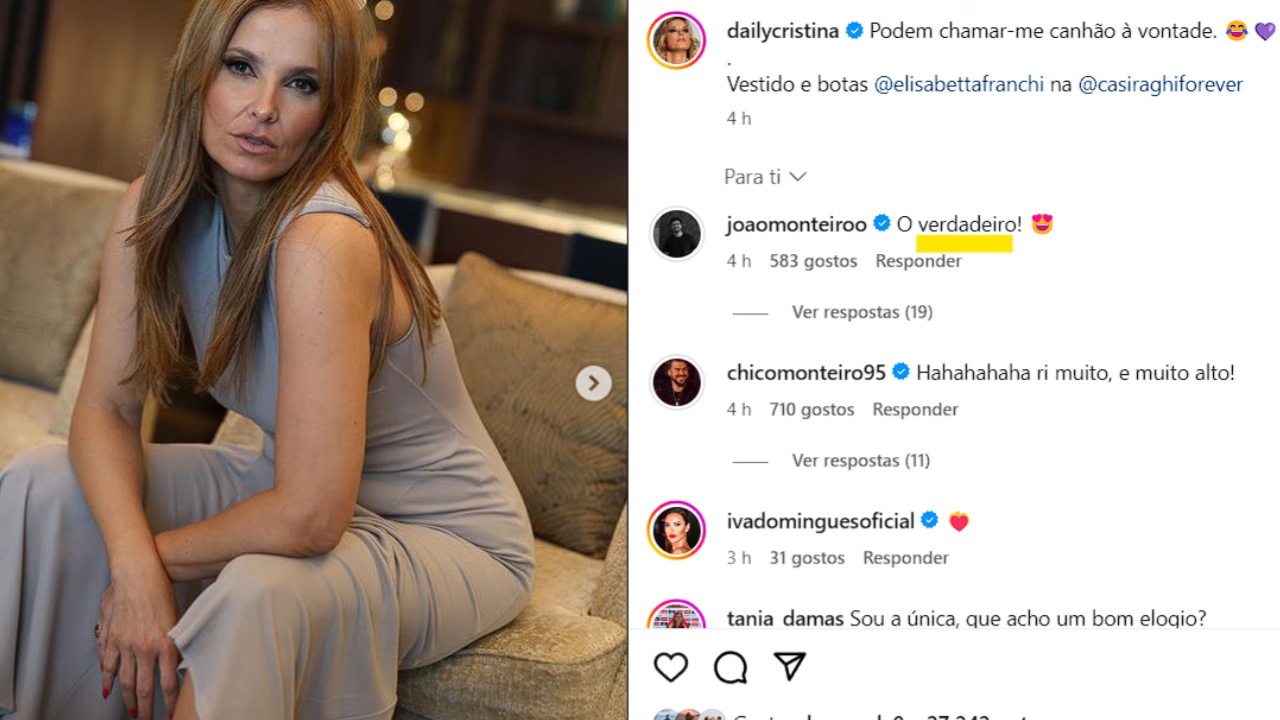 dailycristina Podem chamar-me canhão à vontade. 😂 💜
.
Vestido e botas @elisabettafranchi na @casiraghiforever
4 h
Para ti
joaomonteiroo O verdadeiro! 😍
4 h 583 gostos Responder
Ver respostas (19)
chicomonteiro95 Hahahahaha ri muito, e muito alto!
4 h 710 gostos Responder
Ver respostas (11)
ivadominguesoficial ❤️‍🔥
3 h 31 gostos Responder
tania_damas Sou a única, que acho um bom elogio?